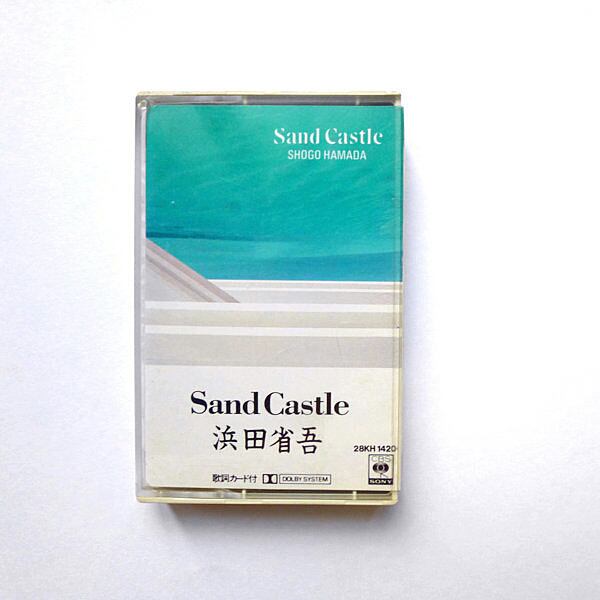 Sand Castle
SHOGO HAMADA
Sand Castle
浜田省吾
28KH 1420
CBS
SONY
歌詞カード付 DOLBY SYSTEM